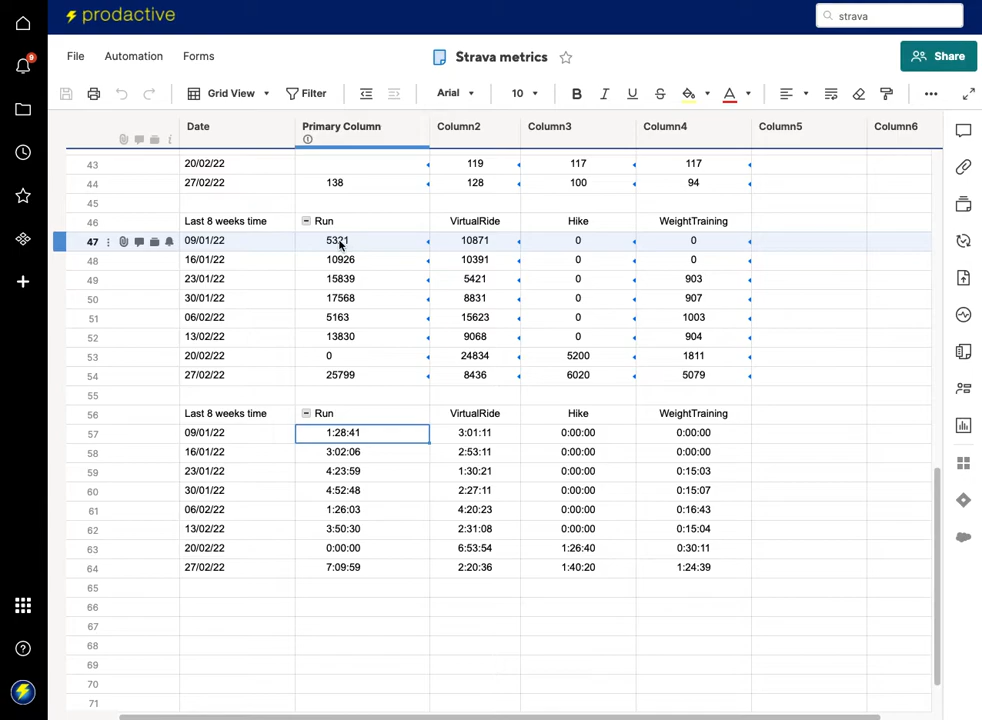 prodactive
strava
9
File Automation Forms
Strava metrics
Share
Grid View Filter Arial 10 B I U S A
Date Primary Column Column2 Column3 Column4 Column5 Column6
43 20/02/22 119 117 117
44 27/02/22 138 128 100 94
45
46 Last 8 weeks time Run VirtualRide Hike WeightTraining
47 09/01/22 5321 10871 0 0
48 16/01/22 10926 10391 0 0
49 23/01/22 15839 5421 0 903
50 30/01/22 17568 8831 0 907
51 06/02/22 5163 15623 0 1003
52 13/02/22 13830 9068 0 904
53 20/02/22 0 24834 5200 1811
54 27/02/22 25799 8436 6020 5079
55
56 Last 8 weeks time Run VirtualRide Hike WeightTraining
57 09/01/22 1:28:41 3:01:11 0:00:00 0:00:00
58 16/01/22 3:02:06 2:53:11 0:00:00 0:00:00
59 23/01/22 4:23:59 1:30:21 0:00:00 0:15:03
60 30/01/22 4:52:48 2:27:11 0:00:00 0:15:07
61 06/02/22 1:26:03 4:20:23 0:00:00 0:16:43
62 13/02/22 3:50:30 2:31:08 0:00:00 0:15:04
63 20/02/22 0:00:00 6:53:54 1:26:40 0:30:11
64 27/02/22 7:09:59 2:20:36 1:40:20 1:24:39
65
66
67
68
69
70
71